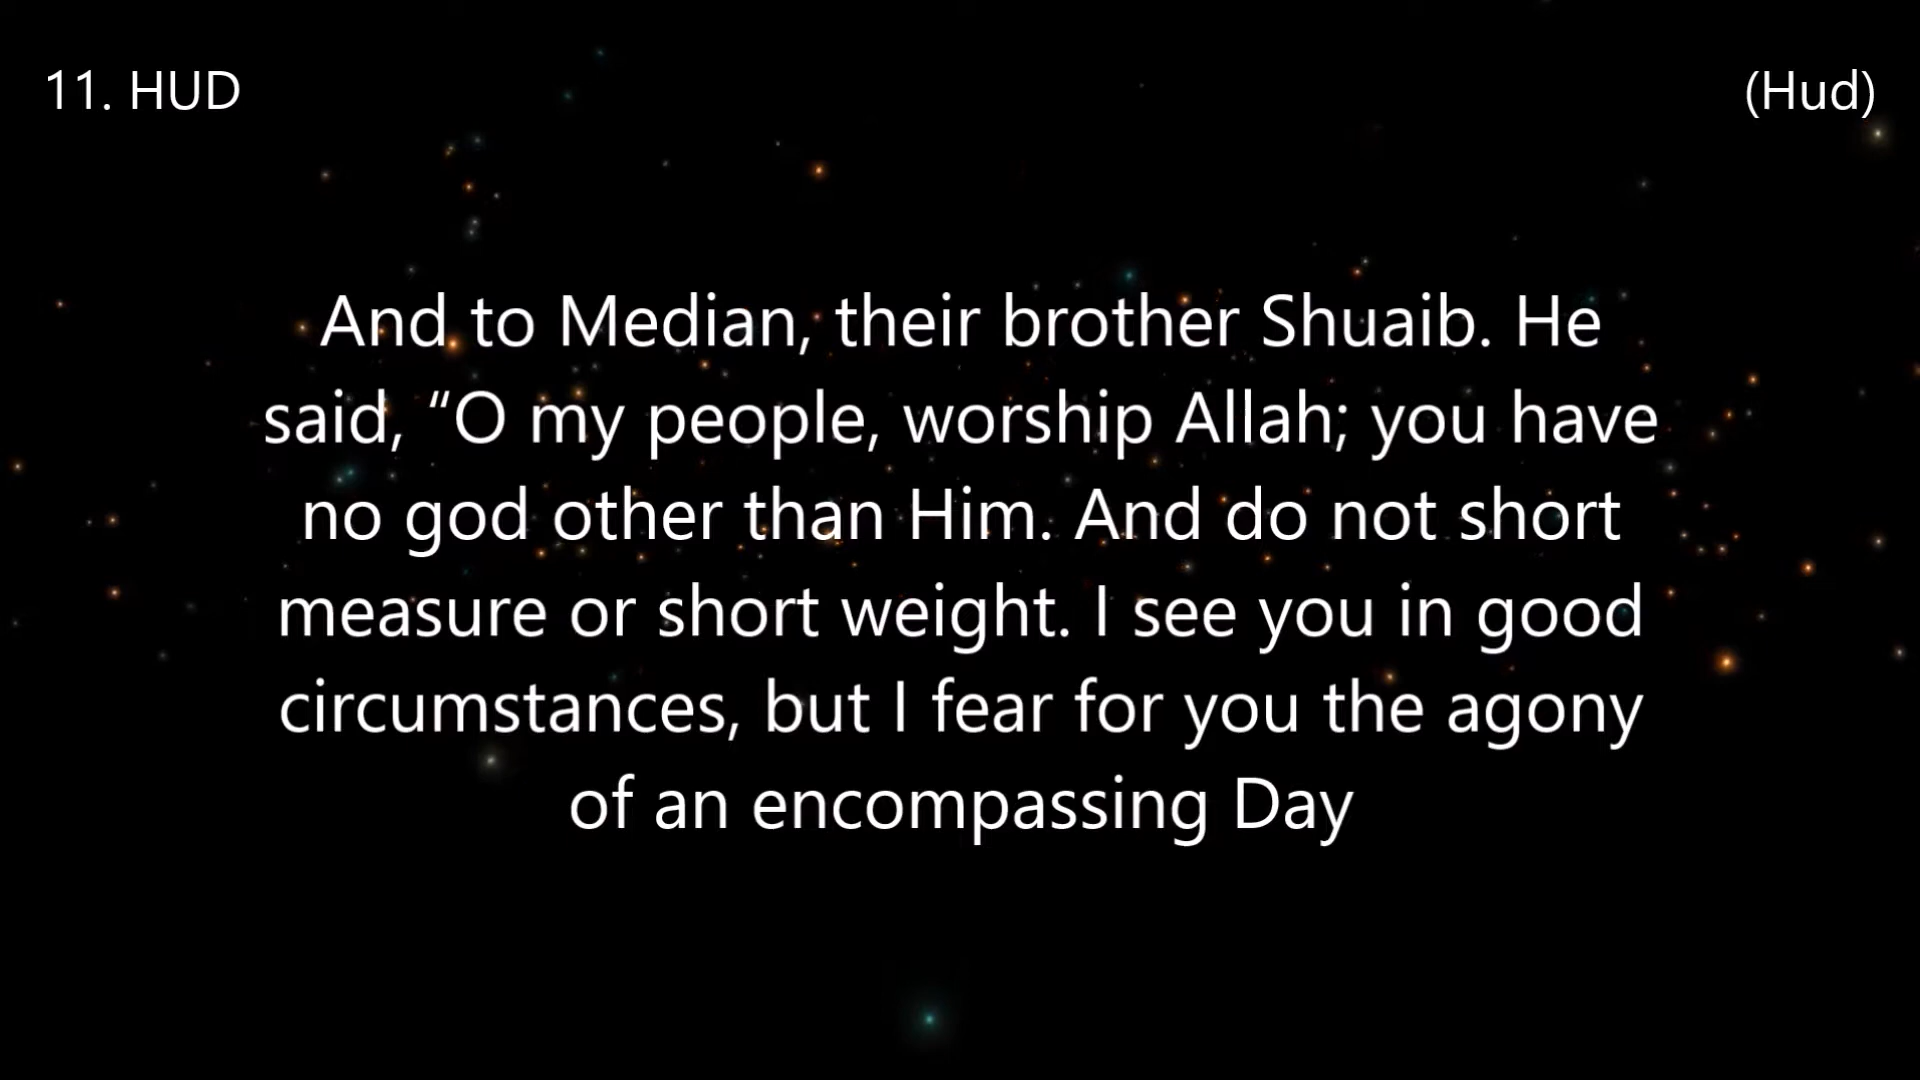 11. HUD
(Hud)
And to Median, their brother Shuaib. He
said, “O my people, worship Allah; you have
no god other than Him. And do not short
measure or short weight. I see you in good
circumstances, but I fear for you the agony
of an encompassing Day